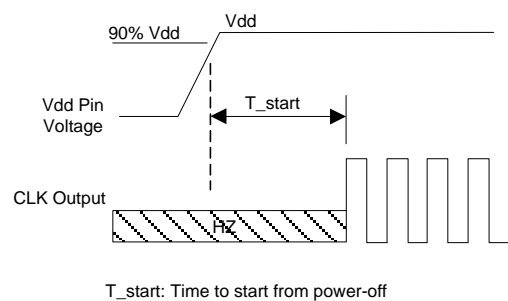 Vdd
90% Vdd
T_start
Vdd Pin
Voltage
CLK Output
HZ
T_start: Time to start from power-off